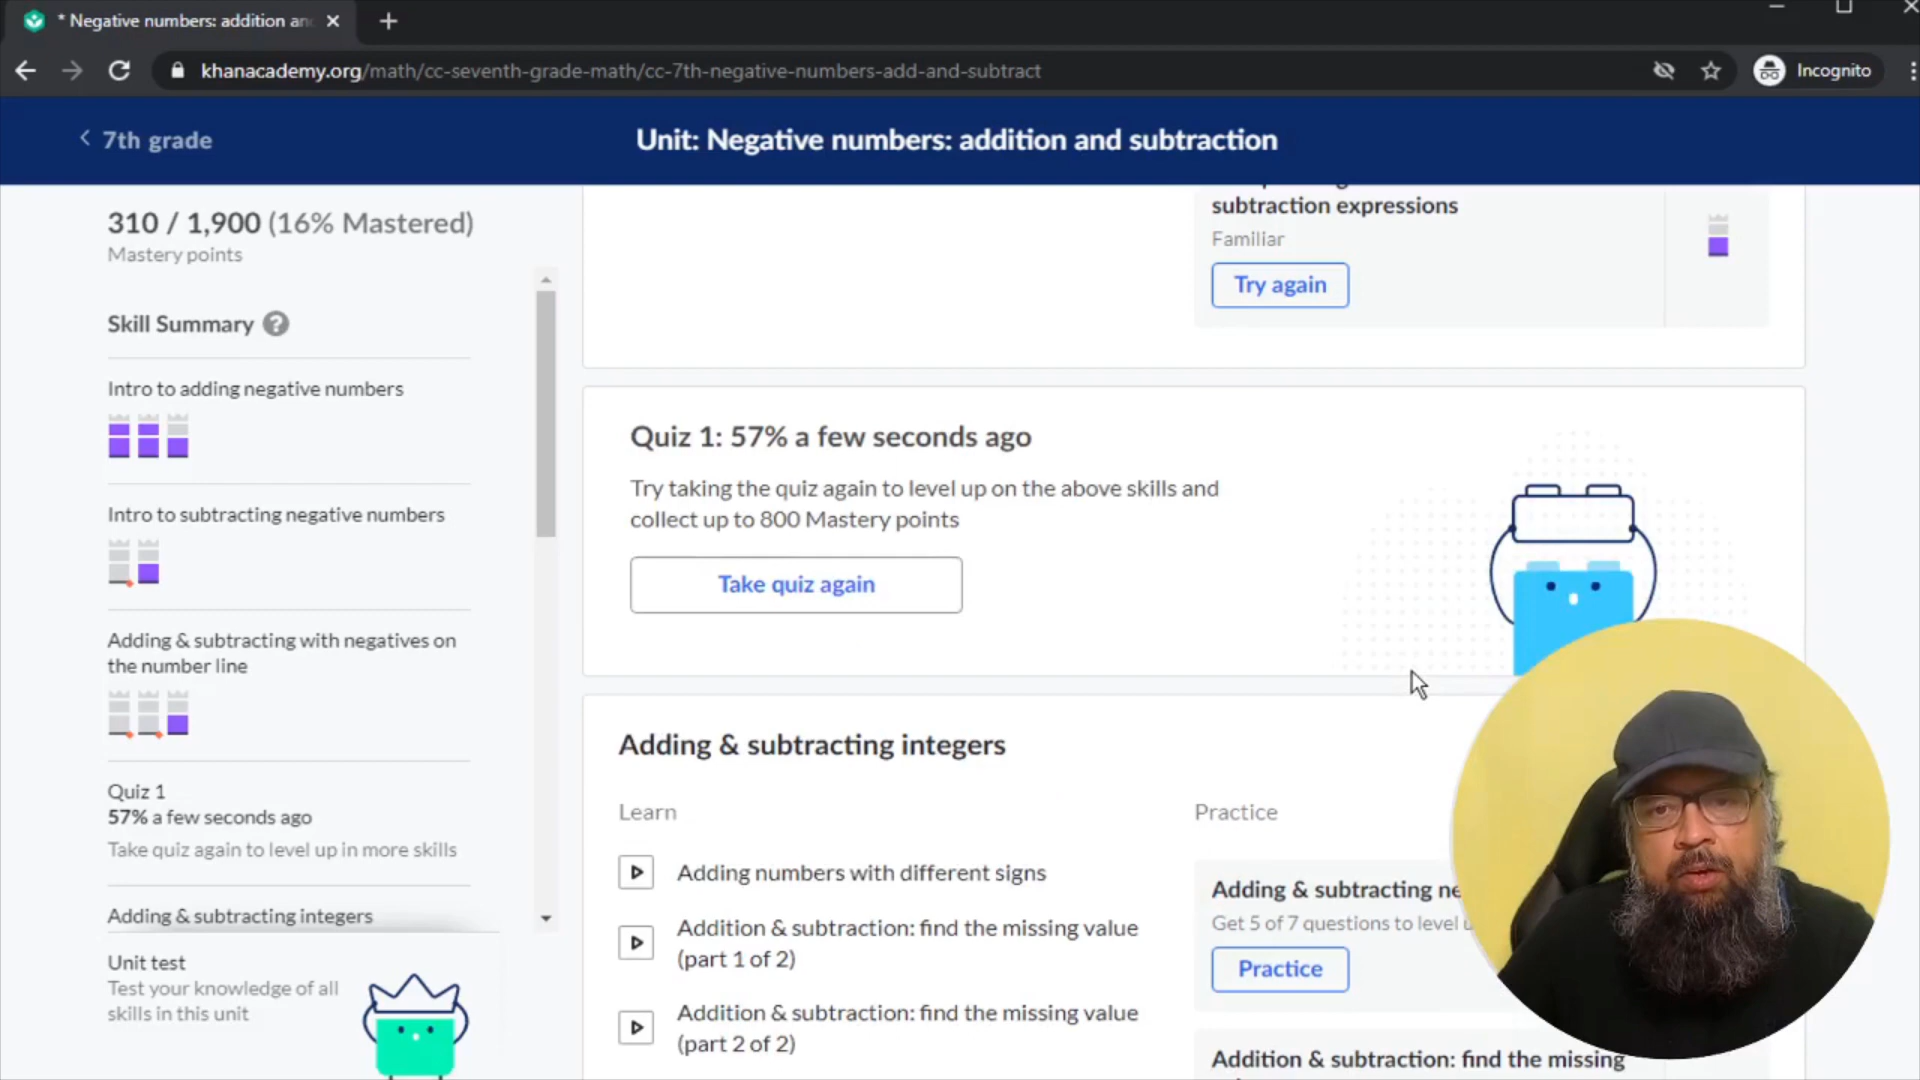 * Negative numbers: addition an
khanacademy.org/math/cc-seventh-grade-math/cc-7th-negative-numbers-add-and-subtract
Incognito
7th grade
Unit: Negative numbers: addition and subtraction
310 / 1,900 (16% Mastered)
Mastery points
Skill Summary ?
Intro to adding negative numbers
Intro to subtracting negative numbers
Adding & subtracting with negatives on
the number line
Quiz 1
57% a few seconds ago
Take quiz again to level up in more skills
Adding & subtracting integers
Unit test
Test your knowledge of all
skills in this unit
subtraction expressions
Familiar
Try again
Quiz 1: 57% a few seconds ago
Try taking the quiz again to level up on the above skills and
collect up to 800 Mastery points
Take quiz again
Adding & subtracting integers
Learn
Adding numbers with different signs
Addition & subtraction: find the missing value
(part 1 of 2)
Addition & subtraction: find the missing value
(part 2 of 2)
Practice
Adding & subtracting ne
Get 5 of 7 questions to level
Practice
Addition & subtraction: find the missing